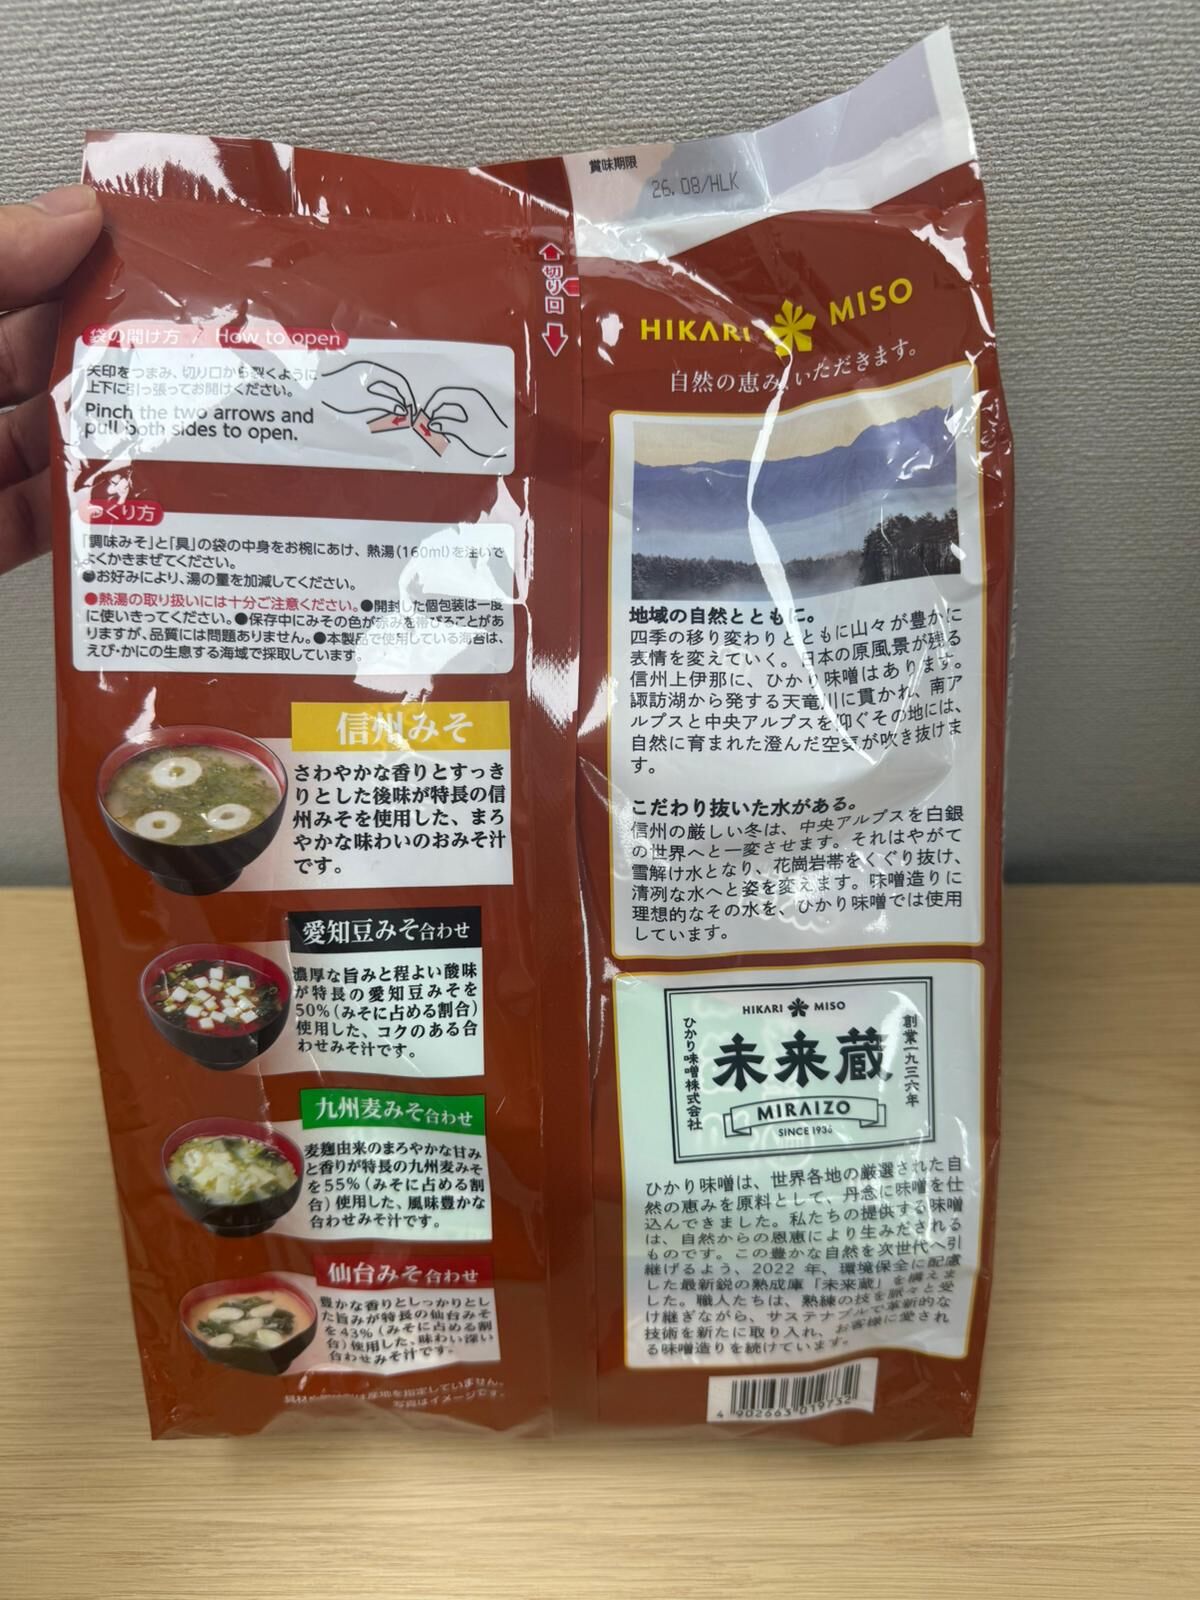 賞味期限
26.08/HLK
切り口
袋の開け方 / How to open
矢印をつまみ、切り口から裂くように
上下に引っ張ってお開けください。
Pinch the two arrows and
pull both sides to open.
つくり方
「調味みそ」と「具」の袋の中身をお椀にあけ、熱湯(160ml)を注いで
よくかきまぜてください。
●お好みにより、湯の量を加減してください。
●熱湯の取り扱いには十分ご注意ください。●開封した個包装は一度
に使いきってください。●保存中にみその色が赤みを帯びることがあ
りますが、品質には問題ありません。●本製品で使用している海苔は、
えび・かにの生息する海域で採取しています。
信州みそ
さわやかな香りとすっき
りとした後味が特長の信
州みそを使用した、まろ
やかな味わいのおみそ汁
です。
愛知豆みそ合わせ
濃厚な旨みと程よい酸味
が特長の愛知豆みそを
50%(みそに占める割合)
使用した、コクのある合
わせみそ汁です。
九州麦みそ合わせ
麦麹由来のまろやかな甘み
と香りが特長の九州麦みそ
を55%(みそに占める割
合)使用した、風味豊かな
合わせみそ汁です。
仙台みそ合わせ
豊かな香りとしっかりとし
た旨みが特長の仙台みそ
を43%(みそに占める割
合)使用した、味わい深い
合わせみそ汁です。
写真はイメージです。
HIKARI MISO
自然の恵み、いただきます。
地域の自然とともに。
四季の移り変わりとともに山々が豊かに
表情を変えていく。日本の原風景が残る
信州上伊那に、ひかり味噌はあります。
諏訪湖から発する天竜川に貫かれ、南ア
ルプスと中央アルプスを仰ぐその地には、
自然に育まれた澄んだ空気が吹き抜けま
す。
こだわり抜いた水がある。
信州の厳しい冬は、中央アルプスを白銀
の世界へと一変させます。それはやがて
雪解け水となり、花崗岩帯をくぐり抜け、
清冽な水へと姿を変えます。味噌造りに
理想的なその水を、ひかり味噌では使用
しています。
HIKARI MISO
創業一九三六年
未来蔵
ひかり味噌株式会社
MIRAIZO
SINCE 1936
ひかり味噌は、世界各地の厳選された自
然の恵みを原料として、丹念に味噌を仕
込んできました。私たちの提供する味噌
は、自然からの恩恵により生みだされる
ものです。この豊かな自然を次世代へ引
継げるよう、2022 年、環境保全に配慮
した最新鋭の熟成庫「未来蔵」を構えま
した。職人たちは、熟練の技を脈々と受
け継ぎながら、サステナブルで革新的な
技術を新たに取り入れ、お客様に愛され
る味噌造りを続けています。
4 902663 019732